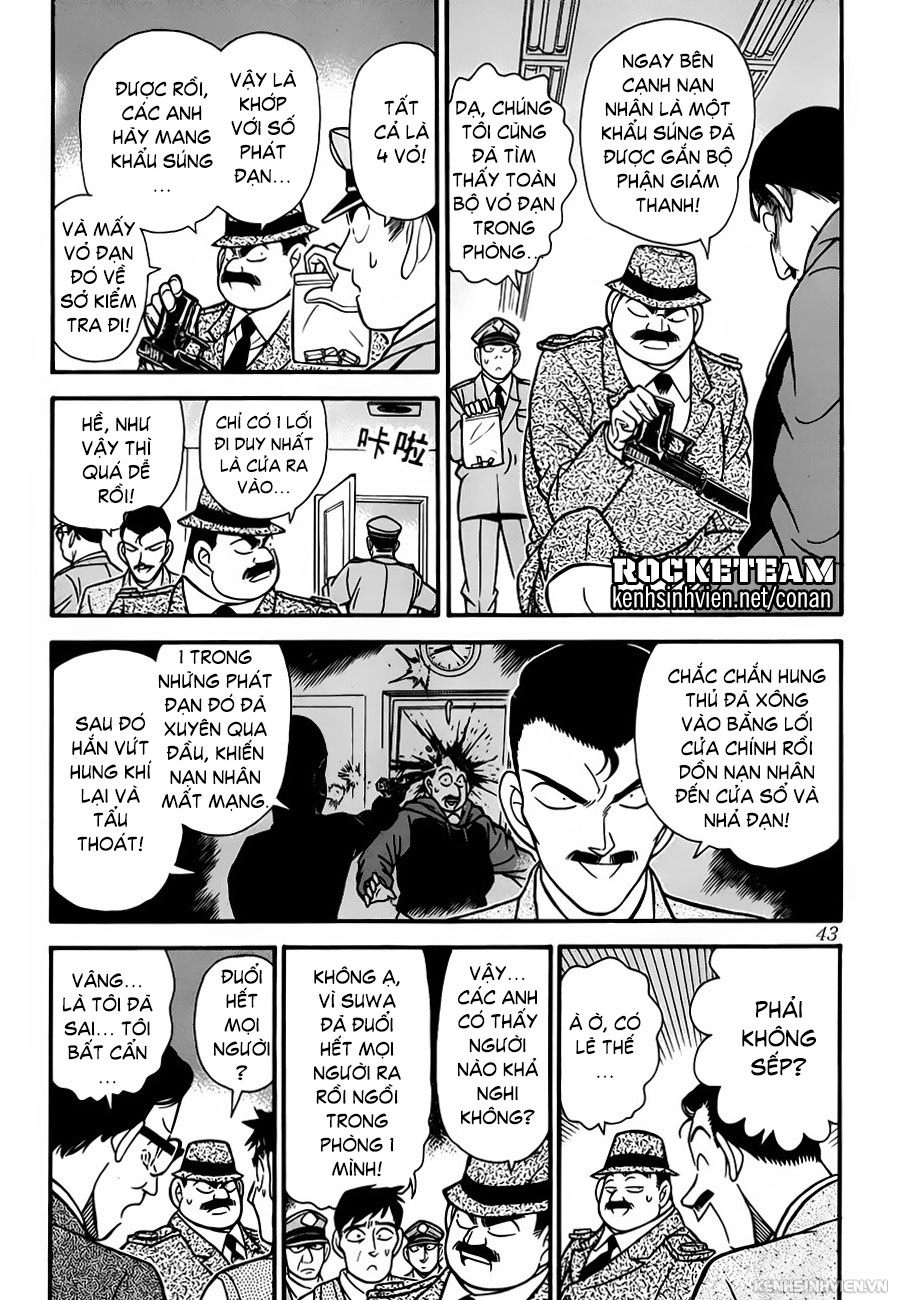 NGAY BÊN
CẠNH NẠN
NHÂN LÀ MỘT
KHẨU SÚNG ĐÃ
ĐƯỢC GẮN BỘ
PHẬN GIẢM
THANH!
DẠ, CHÚNG
TÔI CŨNG
ĐÃ TÌM
THẤY TOÀN
BỘ VỎ ĐẠN
TRONG
PHÒNG...
TẤT
CẢ LÀ
4 VỎ!
VẬY LÀ
KHỚP
VỚI SỐ
PHÁT
ĐẠN...
ĐƯỢC RỒI,
CÁC ANH
HÃY MANG
KHẨU SÚNG
...
VÀ MẤY
VỎ ĐẠN
ĐÓ VỀ
SỞ KIỂM
TRA ĐI!
咔啦
CHỈ CÓ 1 LỐI
ĐI DUY NHẤT
LÀ CỬA RA
VÀO...
HỀ, NHƯ
VẬY THÌ
QUÁ DỄ
RỒI!
ROCKETEAM
kenhsinhvien.net/conan
CHẮC CHẮN HUNG
THỦ ĐÃ XÔNG
VÀO BẰNG LỐI
CỬA CHÍNH RỒI
DỒN NẠN NHÂN
ĐẾN CỬA SỔ VÀ
NHẢ ĐẠN!
1 TRONG
NHỮNG PHÁT
ĐẠN ĐÓ ĐÃ
XUYÊN QUA
ĐẦU, KHIẾN
NẠN NHÂN
MẤT MẠNG.
SAU ĐÓ
HẮN VỨT
HUNG KHÍ
LẠI VÀ
TẨU
THOÁT!
43
PHẢI
KHÔNG
SẾP?
À Ờ, CÓ
LẼ THẾ
...
VẬY...
CÁC ANH
CÓ THẤY
NGƯỜI
NÀO KHẢ
NGHI
KHÔNG?
KHÔNG Ạ,
VÌ SUWA
ĐÃ ĐUỔI
HẾT MỌI
NGƯỜI RA
RỒI NGỒI
TRONG
PHÒNG 1
MÌNH!
ĐUỔI
HẾT
MỌI
NGƯỜI
?
VÂNG...
LÀ TÔI ĐÃ
SAI... TÔI
BẤT CẨN
...
KENHSINHVIEN.VN